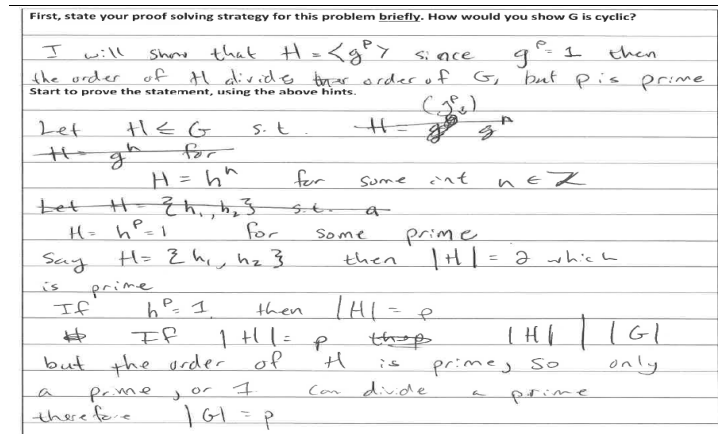 First, state your proof solving strategy for this problem briefly. How would you show G is cyclic?
I will show that H = <g^p> since g^p = 1 then
the order of H divides order of G, but p is prime
Start to prove the statement, using the above hints.
Let H ≤ G s.t. H = g^n
H = g^n for
H = h^n for some int n ∈ Z
Let H = {h₁, h₂} s.t. a
H = h^p = 1 for some prime
Say H = {h₁, h₂} then |H| = 2 which
is prime
If h^p = 1, then |H| = p
If |H| = p |H| | |G|
but the order of H is prime, so only
a prime, or 1 can divide a prime
therefore |G| = p